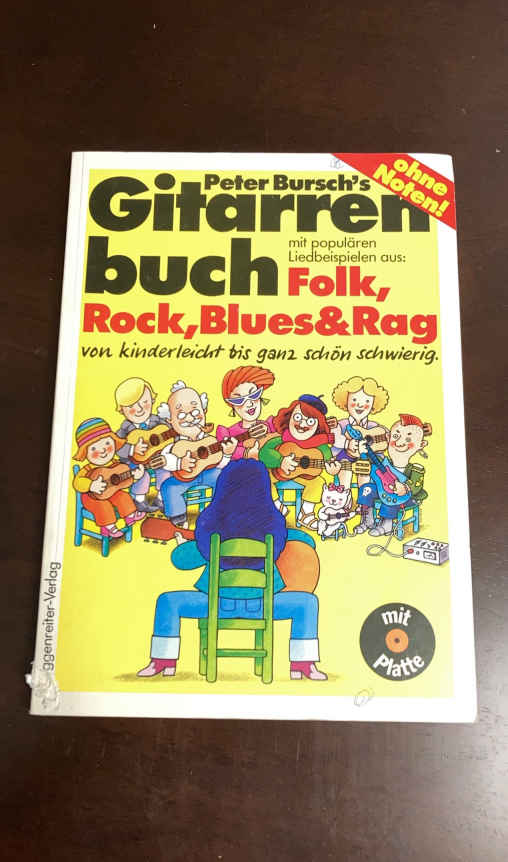 ohne
Noten!
Peter Bursch's
Gitarren
buch
mit populären
Liedbeispielen aus:
Folk,
Rock,Blues&Rag
von kinderleicht bis ganz schön schwierig.
ggenreiter-Verlag
mit
Platte